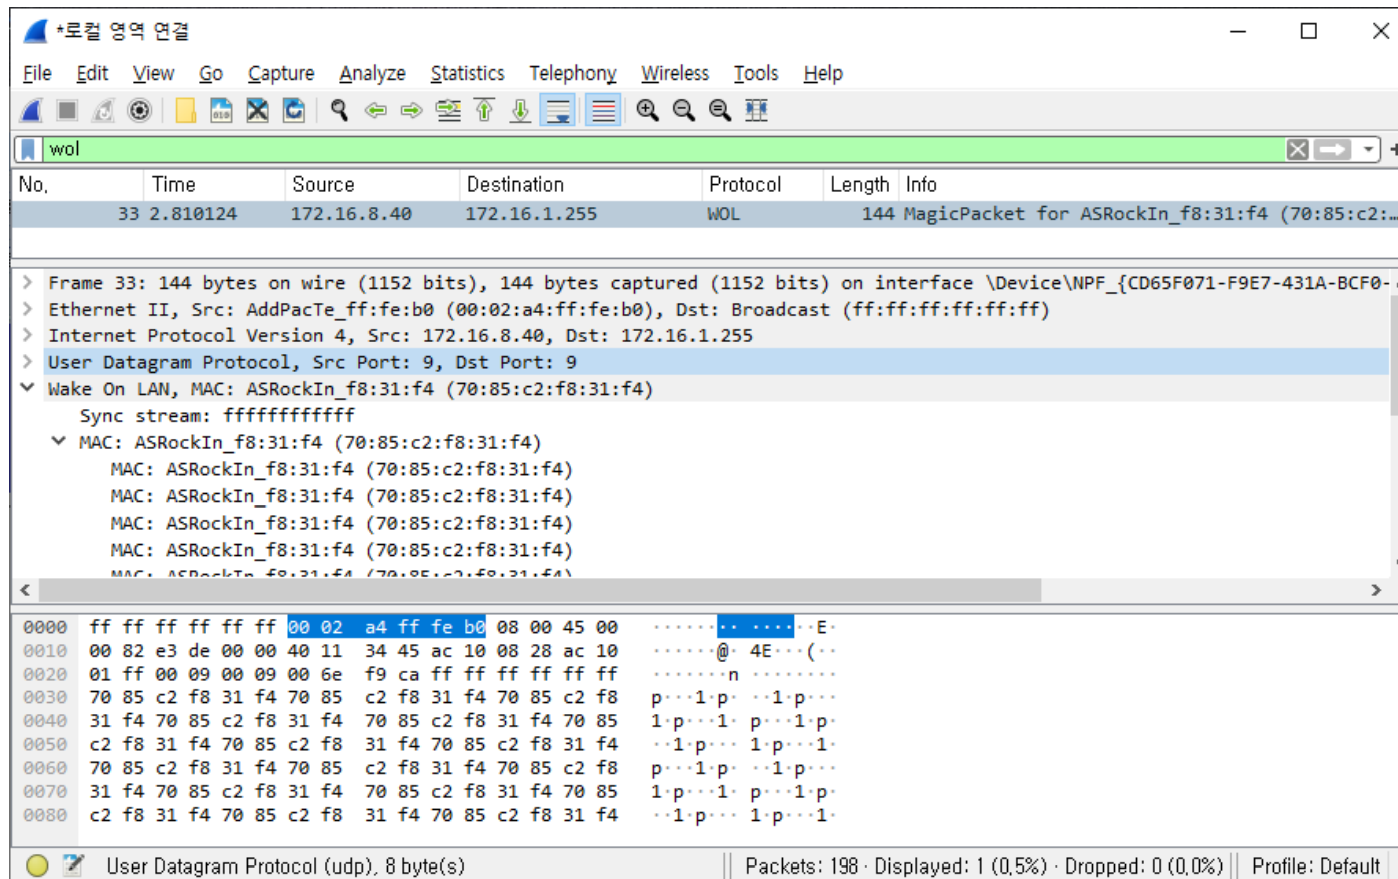 *로컬 영역 연결
File Edit View Go Capture Analyze Statistics Telephony Wireless Tools Help
wol
No. Time Source Destination Protocol Length Info
33 2.810124 172.16.8.40 172.16.1.255 WOL 144 MagicPacket for ASRockIn_f8:31:f4 (70:85:c2:…
Frame 33: 144 bytes on wire (1152 bits), 144 bytes captured (1152 bits) on interface \Device\NPF_{CD65F071-F9E7-431A-BCF0-
Ethernet II, Src: AddPacTe_ff:fe:b0 (00:02:a4:ff:fe:b0), Dst: Broadcast (ff:ff:ff:ff:ff:ff)
Internet Protocol Version 4, Src: 172.16.8.40, Dst: 172.16.1.255
User Datagram Protocol, Src Port: 9, Dst Port: 9
Wake On LAN, MAC: ASRockIn_f8:31:f4 (70:85:c2:f8:31:f4)
Sync stream: ffffffffffff
MAC: ASRockIn_f8:31:f4 (70:85:c2:f8:31:f4)
MAC: ASRockIn_f8:31:f4 (70:85:c2:f8:31:f4)
MAC: ASRockIn_f8:31:f4 (70:85:c2:f8:31:f4)
MAC: ASRockIn_f8:31:f4 (70:85:c2:f8:31:f4)
MAC: ASRockIn_f8:31:f4 (70:85:c2:f8:31:f4)
MAC: ASRockIn_f8:31:f4 (70:85:c2:f8:31:f4)
0000 ff ff ff ff ff ff 00 02 a4 ff fe b0 08 00 45 00 ········ ······E·
0010 00 82 e3 de 00 00 40 11 34 45 ac 10 08 28 ac 10 ······@· 4E···(··
0020 01 ff 00 09 00 09 00 6e f9 ca ff ff ff ff ff ff ·······n ········
0030 70 85 c2 f8 31 f4 70 85 c2 f8 31 f4 70 85 c2 f8 p···1·p· ··1·p···
0040 31 f4 70 85 c2 f8 31 f4 70 85 c2 f8 31 f4 70 85 1·p···1· p···1·p·
0050 c2 f8 31 f4 70 85 c2 f8 31 f4 70 85 c2 f8 31 f4 ··1·p··· 1·p···1·
0060 70 85 c2 f8 31 f4 70 85 c2 f8 31 f4 70 85 c2 f8 p···1·p· ··1·p···
0070 31 f4 70 85 c2 f8 31 f4 70 85 c2 f8 31 f4 70 85 1·p···1· p···1·p·
0080 c2 f8 31 f4 70 85 c2 f8 31 f4 70 85 c2 f8 31 f4 ··1·p··· 1·p···1·
User Datagram Protocol (udp), 8 byte(s) Packets: 198 · Displayed: 1 (0,5%) · Dropped: 0 (0,0%) Profile: Default